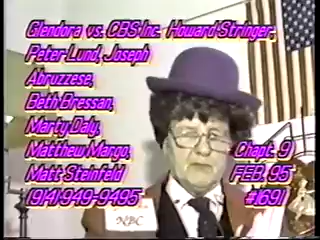 Glendora vs. CBS Inc. Howard Stringer,
Peter Lund, Joseph
Abruzzese,
Beth Bressan,
Marty Daly,
Matthew Margo,
Matt Steinfeld
(914) 949-9495
Chapt. 9
FEB. 95
#1691
NBC